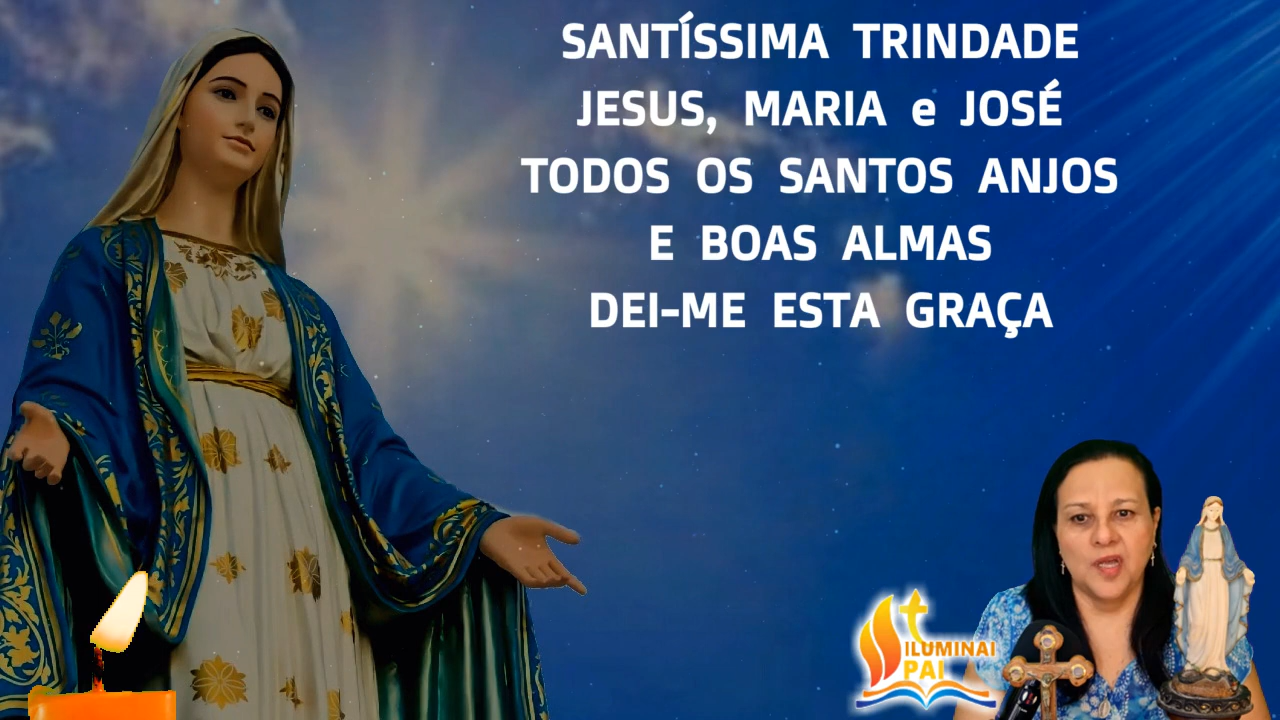 SANTÍSSIMA TRINDADE
JESUS, MARIA e JOSÉ
TODOS OS SANTOS ANJOS
E BOAS ALMAS
DEI-ME ESTA GRAÇA
ILUMINAI
PAI